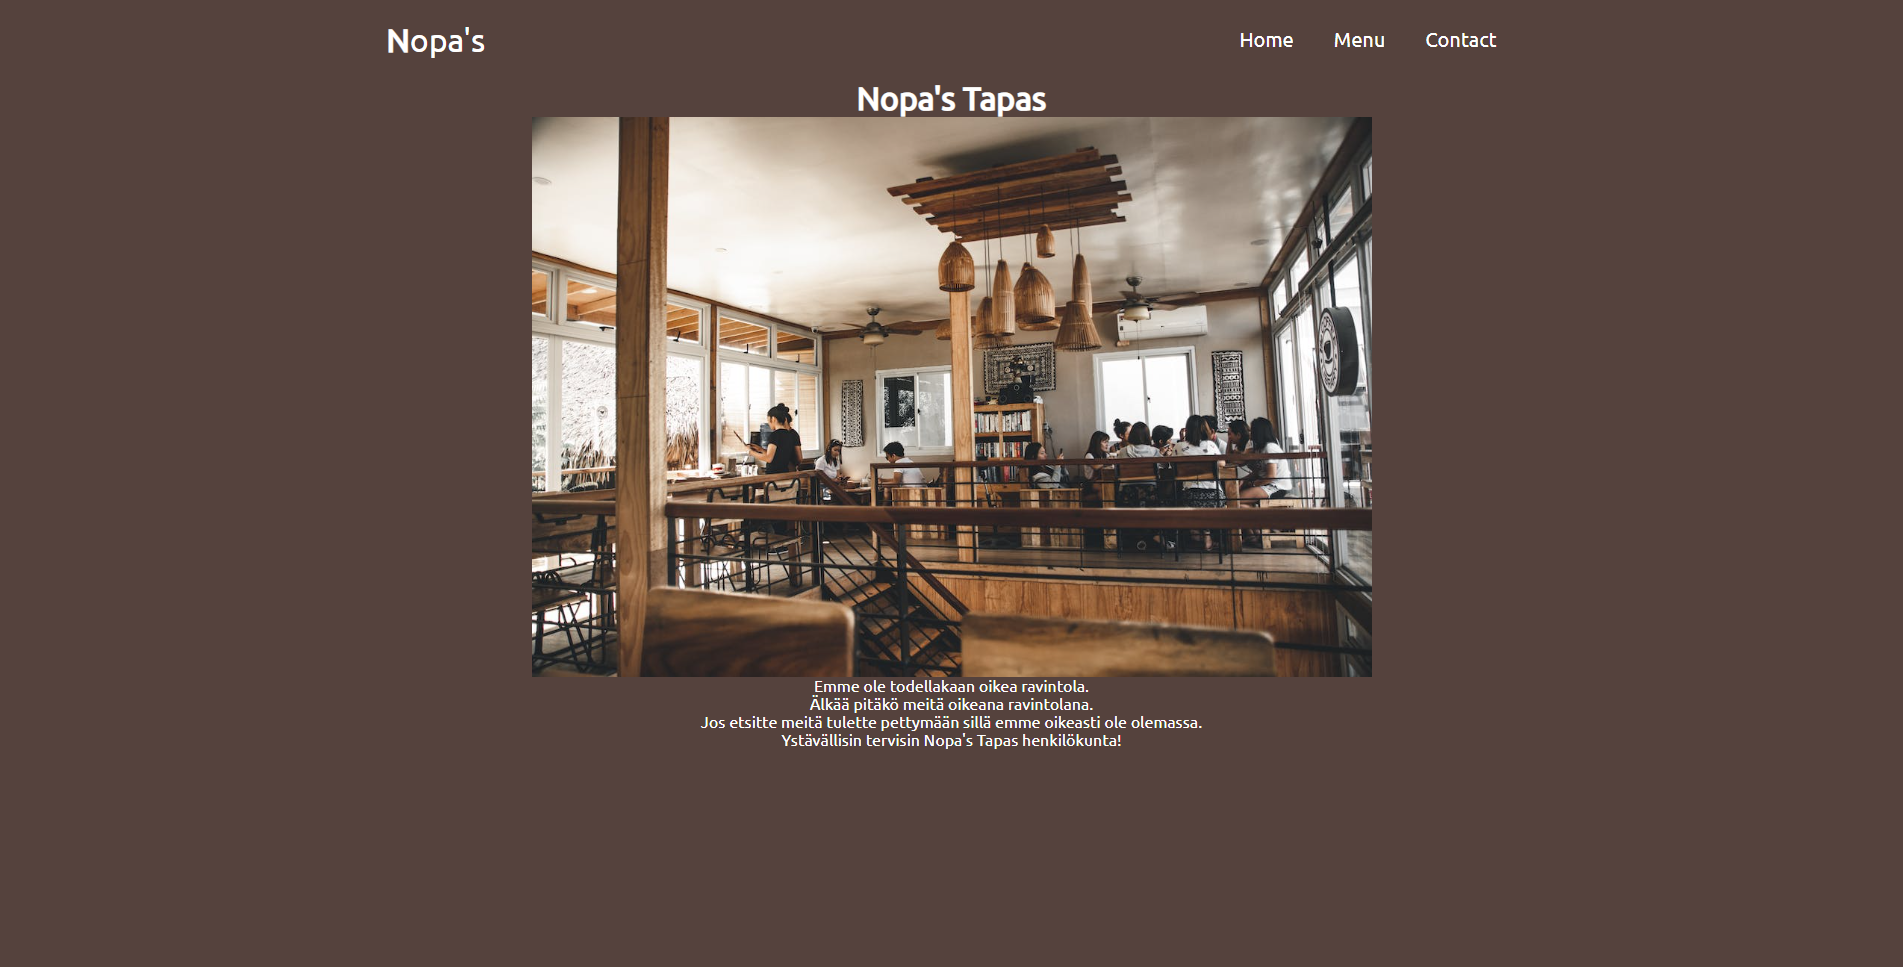 Nopa's
Home Menu Contact
Nopa's Tapas
Emme ole todellakaan oikea ravintola.
Älkää pitäkö meitä oikeana ravintolana.
Jos etsitte meitä tulette pettymään sillä emme oikeasti ole olemassa.
Ystävällisin tervisin Nopa's Tapas henkilökunta!